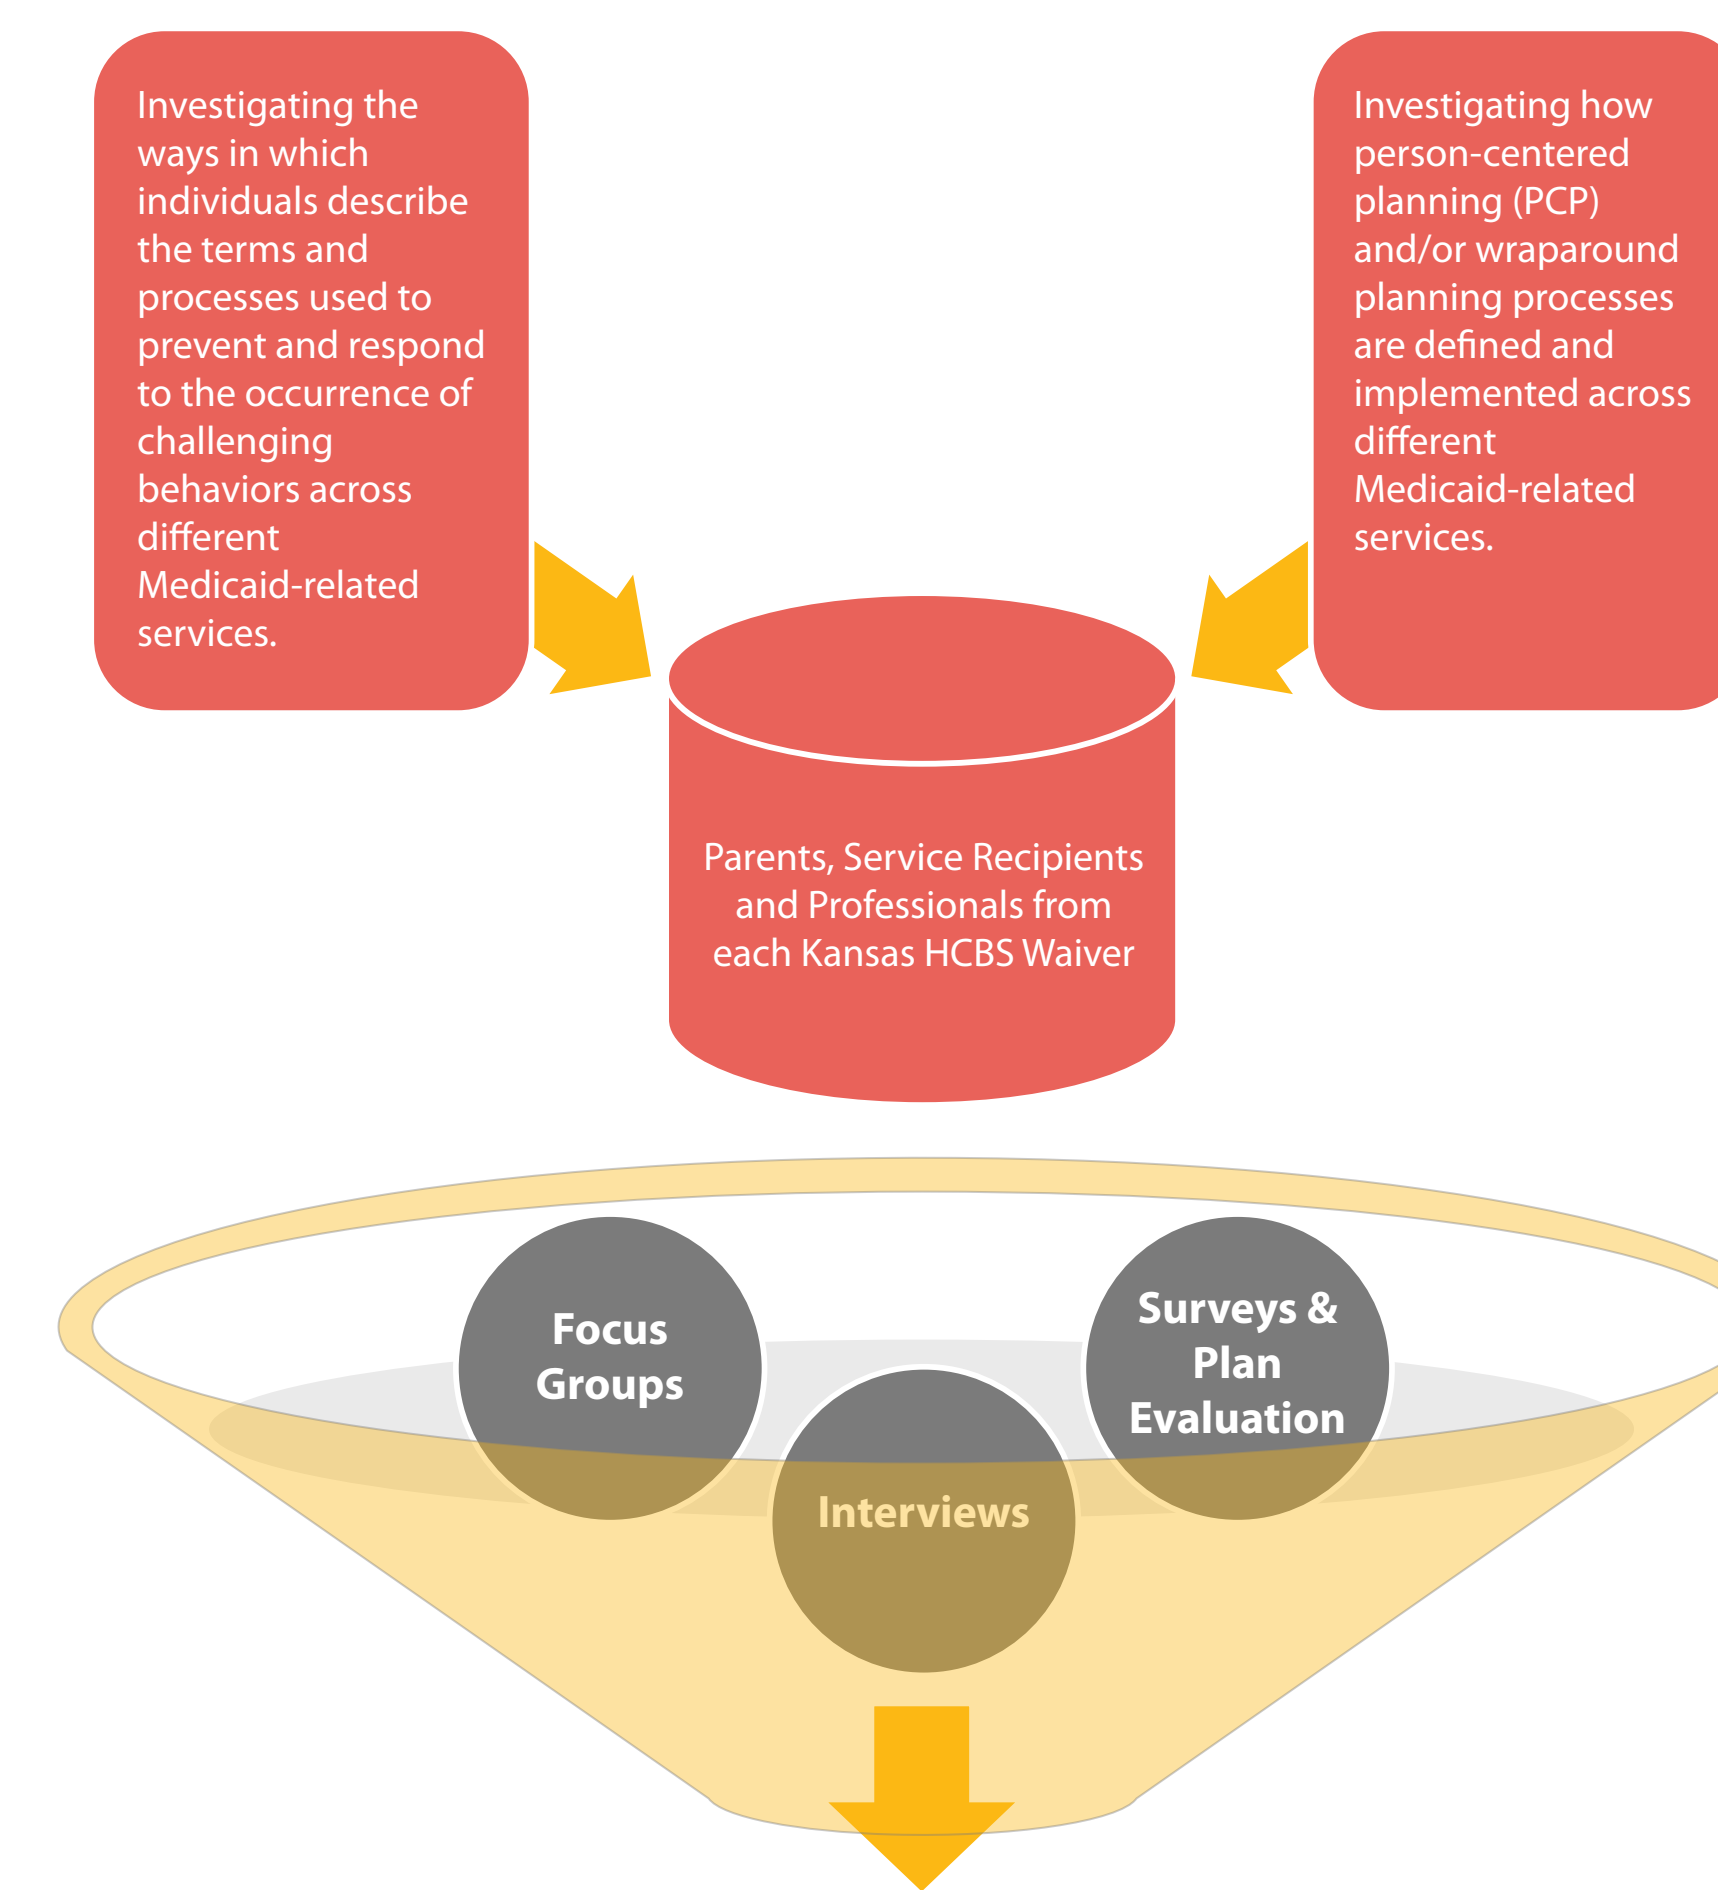 Investigating the
ways in which
individuals describe
the terms and
processes used to
prevent and respond
to the occurrence of
challenging
behaviors across
different
Medicaid-related
services.
Investigating how
person-centered
planning (PCP)
and/or wraparound
planning processes
are defined and
implemented across
different
Medicaid-related
services.
Parents, Service Recipients
and Professionals from
each Kansas HCBS Waiver
Focus
Groups
Surveys &
Plan
Evaluation
Interviews